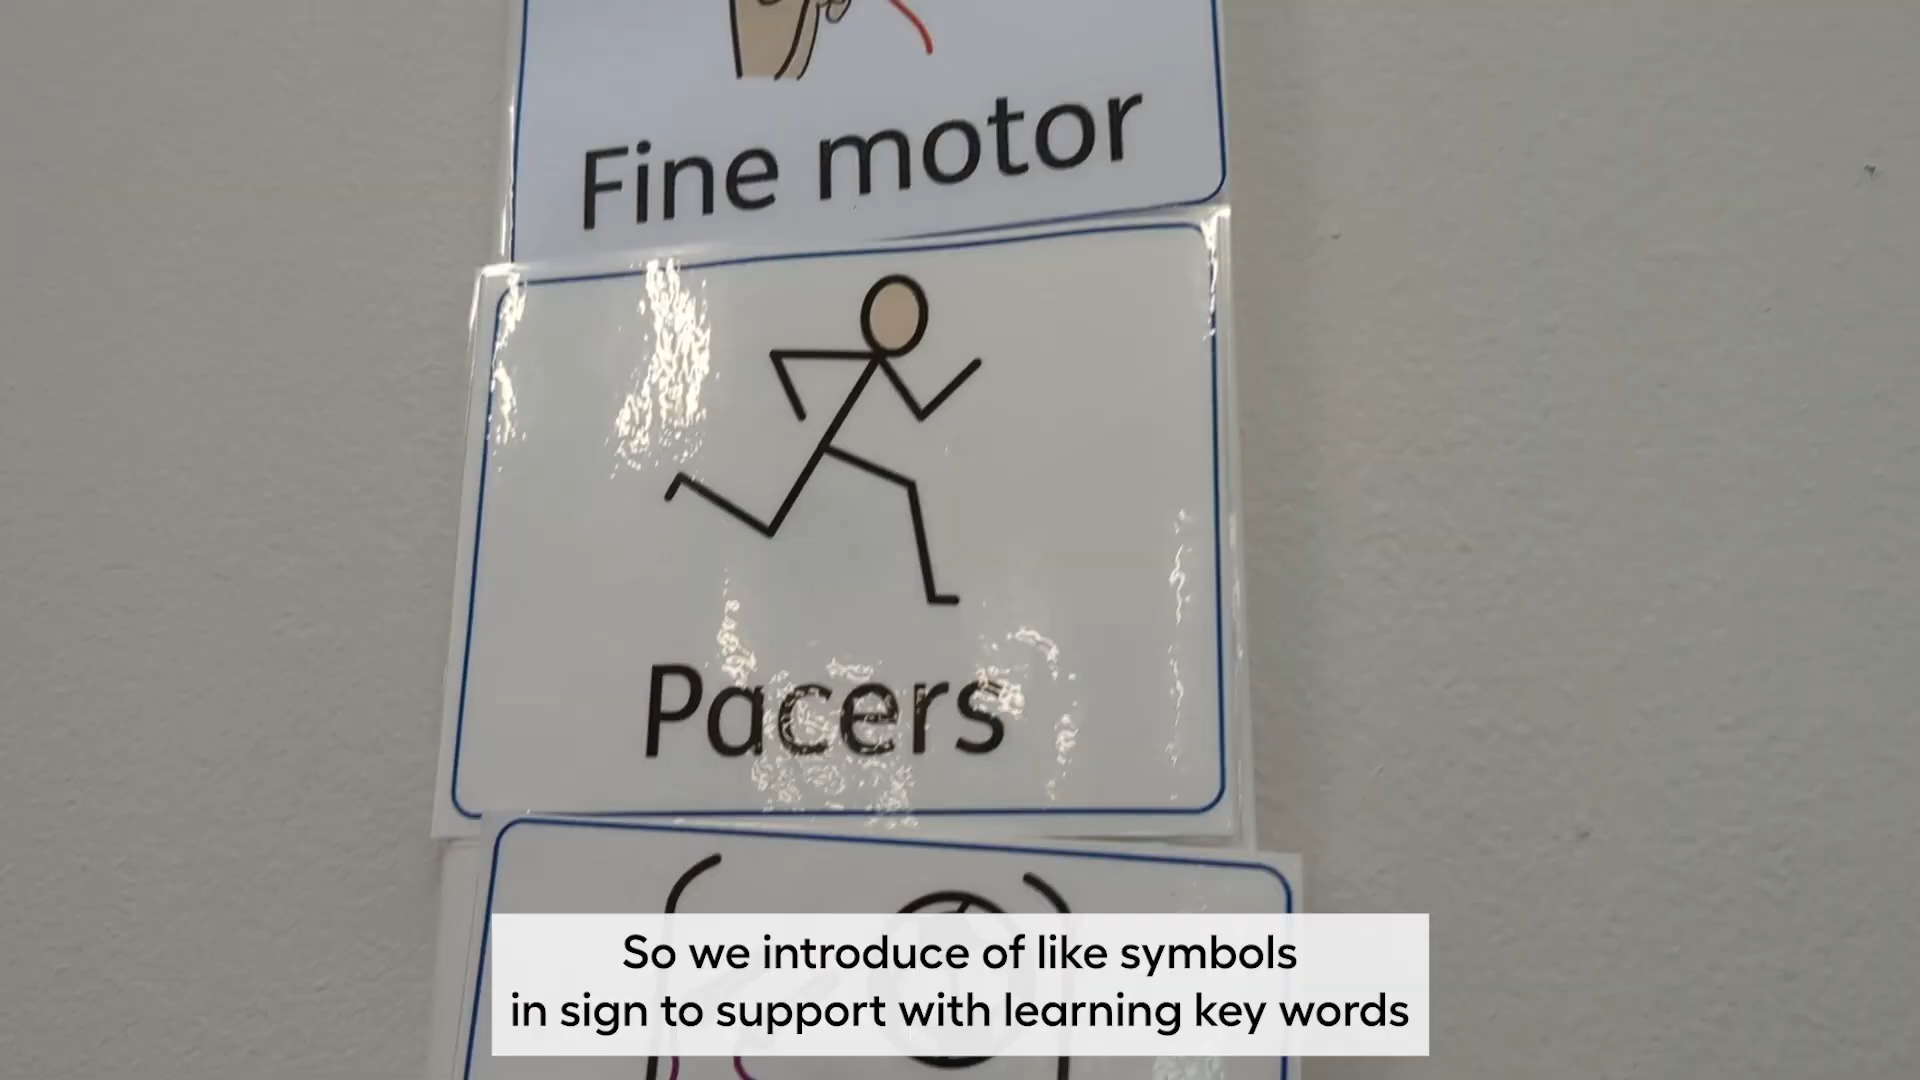 Fine motor
Pacers
So we introduce of like symbols
in sign to support with learning key words